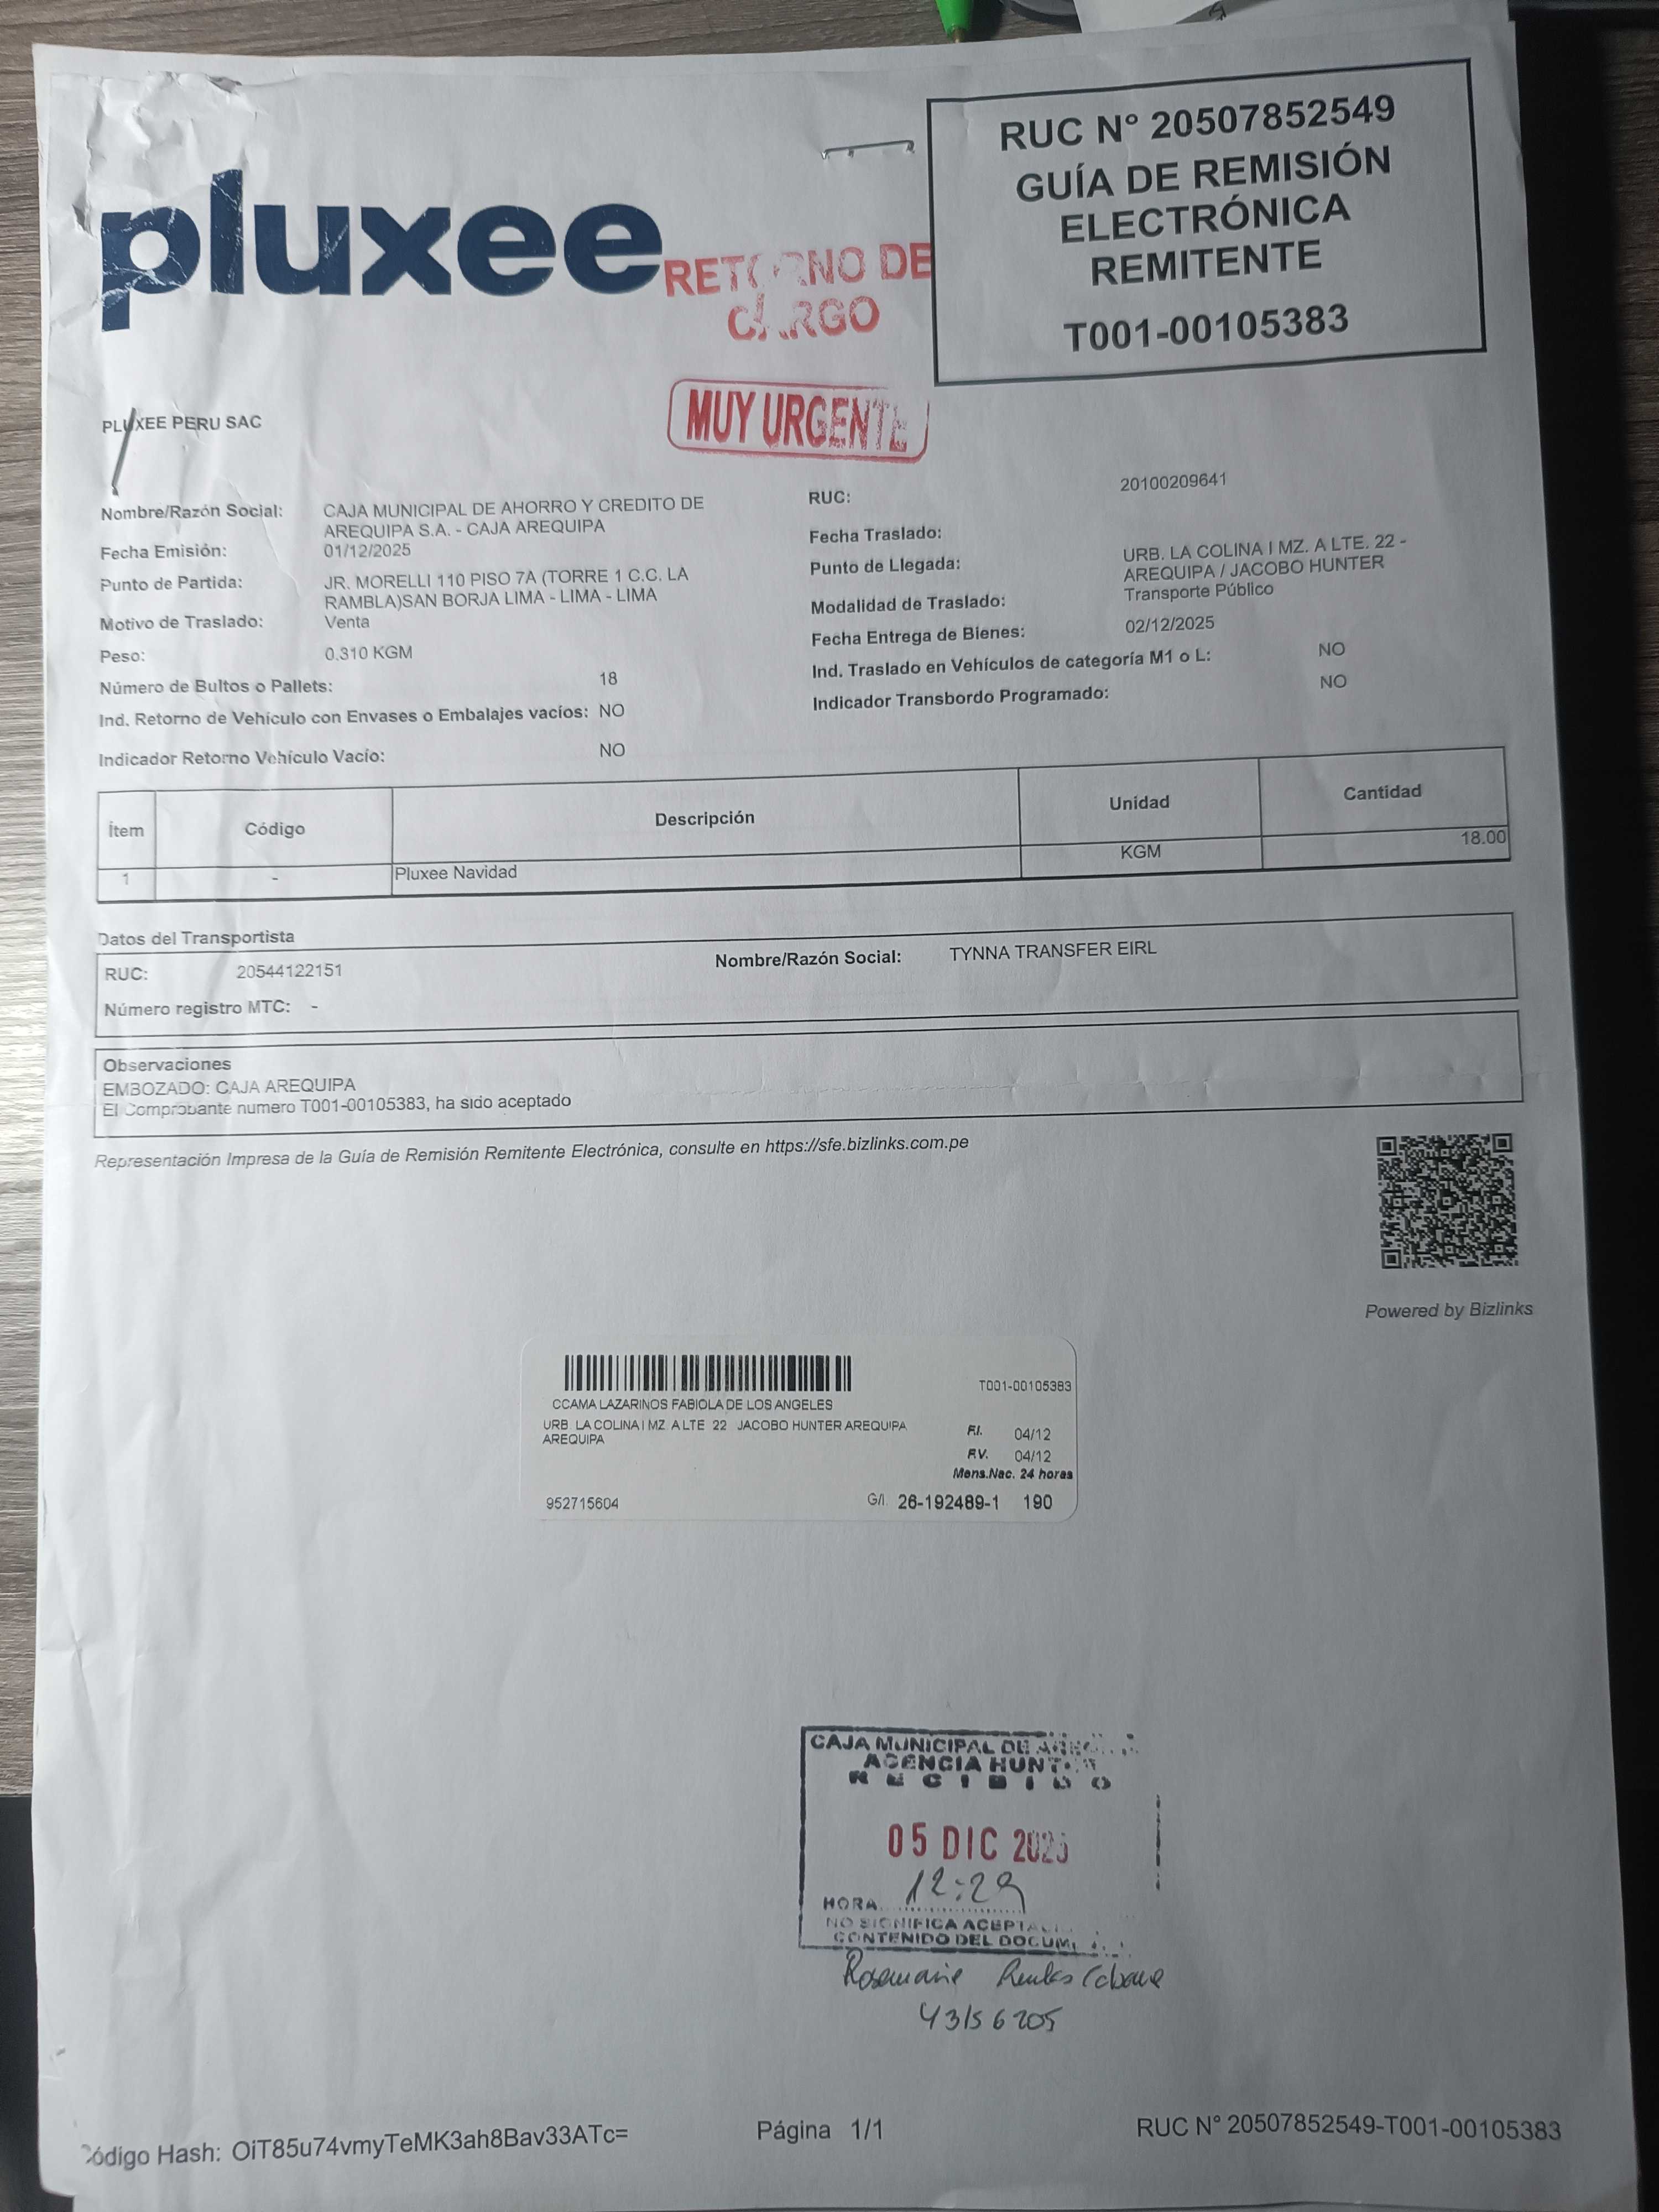 RUC N° 20507852549
GUÍA DE REMISIÓN
ELECTRÓNICA
REMITENTE
T001-00105383
pluxee
RETORNO DE
CARGO
MUY URGENTE
PLUXEE PERU SAC
Nombre/Razón Social: CAJA MUNICIPAL DE AHORRO Y CREDITO DE
AREQUIPA S.A. - CAJA AREQUIPA
Fecha Emisión: 01/12/2025
Punto de Partida: JR. MORELLI 110 PISO 7A (TORRE 1 C.C. LA
RAMBLA)SAN BORJA LIMA - LIMA - LIMA
Motivo de Traslado: Venta
Peso: 0.310 KGM
Número de Bultos o Pallets: 18
Ind. Retorno de Vehículo con Envases o Embalajes vacíos: NO
Indicador Retorno Vehículo Vacío: NO
RUC: 20100209641
Fecha Traslado:
Punto de Llegada: URB. LA COLINA I MZ. A LTE. 22 -
AREQUIPA / JACOBO HUNTER
Modalidad de Traslado: Transporte Público
Fecha Entrega de Bienes: 02/12/2025
Ind. Traslado en Vehículos de categoría M1 o L: NO
Indicador Transbordo Programado: NO
Ítem Código Descripción Unidad Cantidad
1 - Pluxee Navidad KGM 18.00
Datos del Transportista
RUC: 20544122151 Nombre/Razón Social: TYNNA TRANSFER EIRL
Número registro MTC: -
Observaciones
EMBOZADO: CAJA AREQUIPA
El Comprobante numero T001-00105383, ha sido aceptado
Representación Impresa de la Guía de Remisión Remitente Electrónica, consulte en https://sfe.bizlinks.com.pe
Powered by Bizlinks
T001-00105383
CCAMA LAZARINOS FABIOLA DE LOS ANGELES
URB LA COLINA I MZ A LTE 22 JACOBO HUNTER AREQUIPA
AREQUIPA
F.I. 04/12
F.V. 04/12
Mens.Nac. 24 horas
952715604 G/I. 26-192489-1 190
CAJA MUNICIPAL DE
AGENCIA HUNTER
RECIBIDO
05 DIC 2025
HORA 12:29
NO SIGNIFICA
CONTENIDO DEL
Rosemarie
43156205
Código Hash: OiT85u74vmyTeMK3ah8Bav33ATc=
Página 1/1
RUC N° 20507852549-T001-00105383